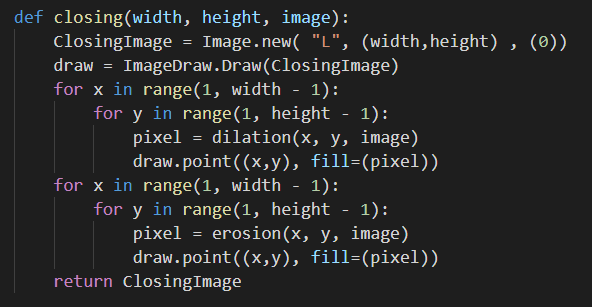 def closing(width, height, image):
    ClosingImage = Image.new( "L", (width,height) , (0))
    draw = ImageDraw.Draw(ClosingImage)
    for x in range(1, width - 1):
        for y in range(1, height - 1):
            pixel = dilation(x, y, image)
            draw.point((x,y), fill=(pixel))
    for x in range(1, width - 1):
        for y in range(1, height - 1):
            pixel = erosion(x, y, image)
            draw.point((x,y), fill=(pixel))
    return ClosingImage